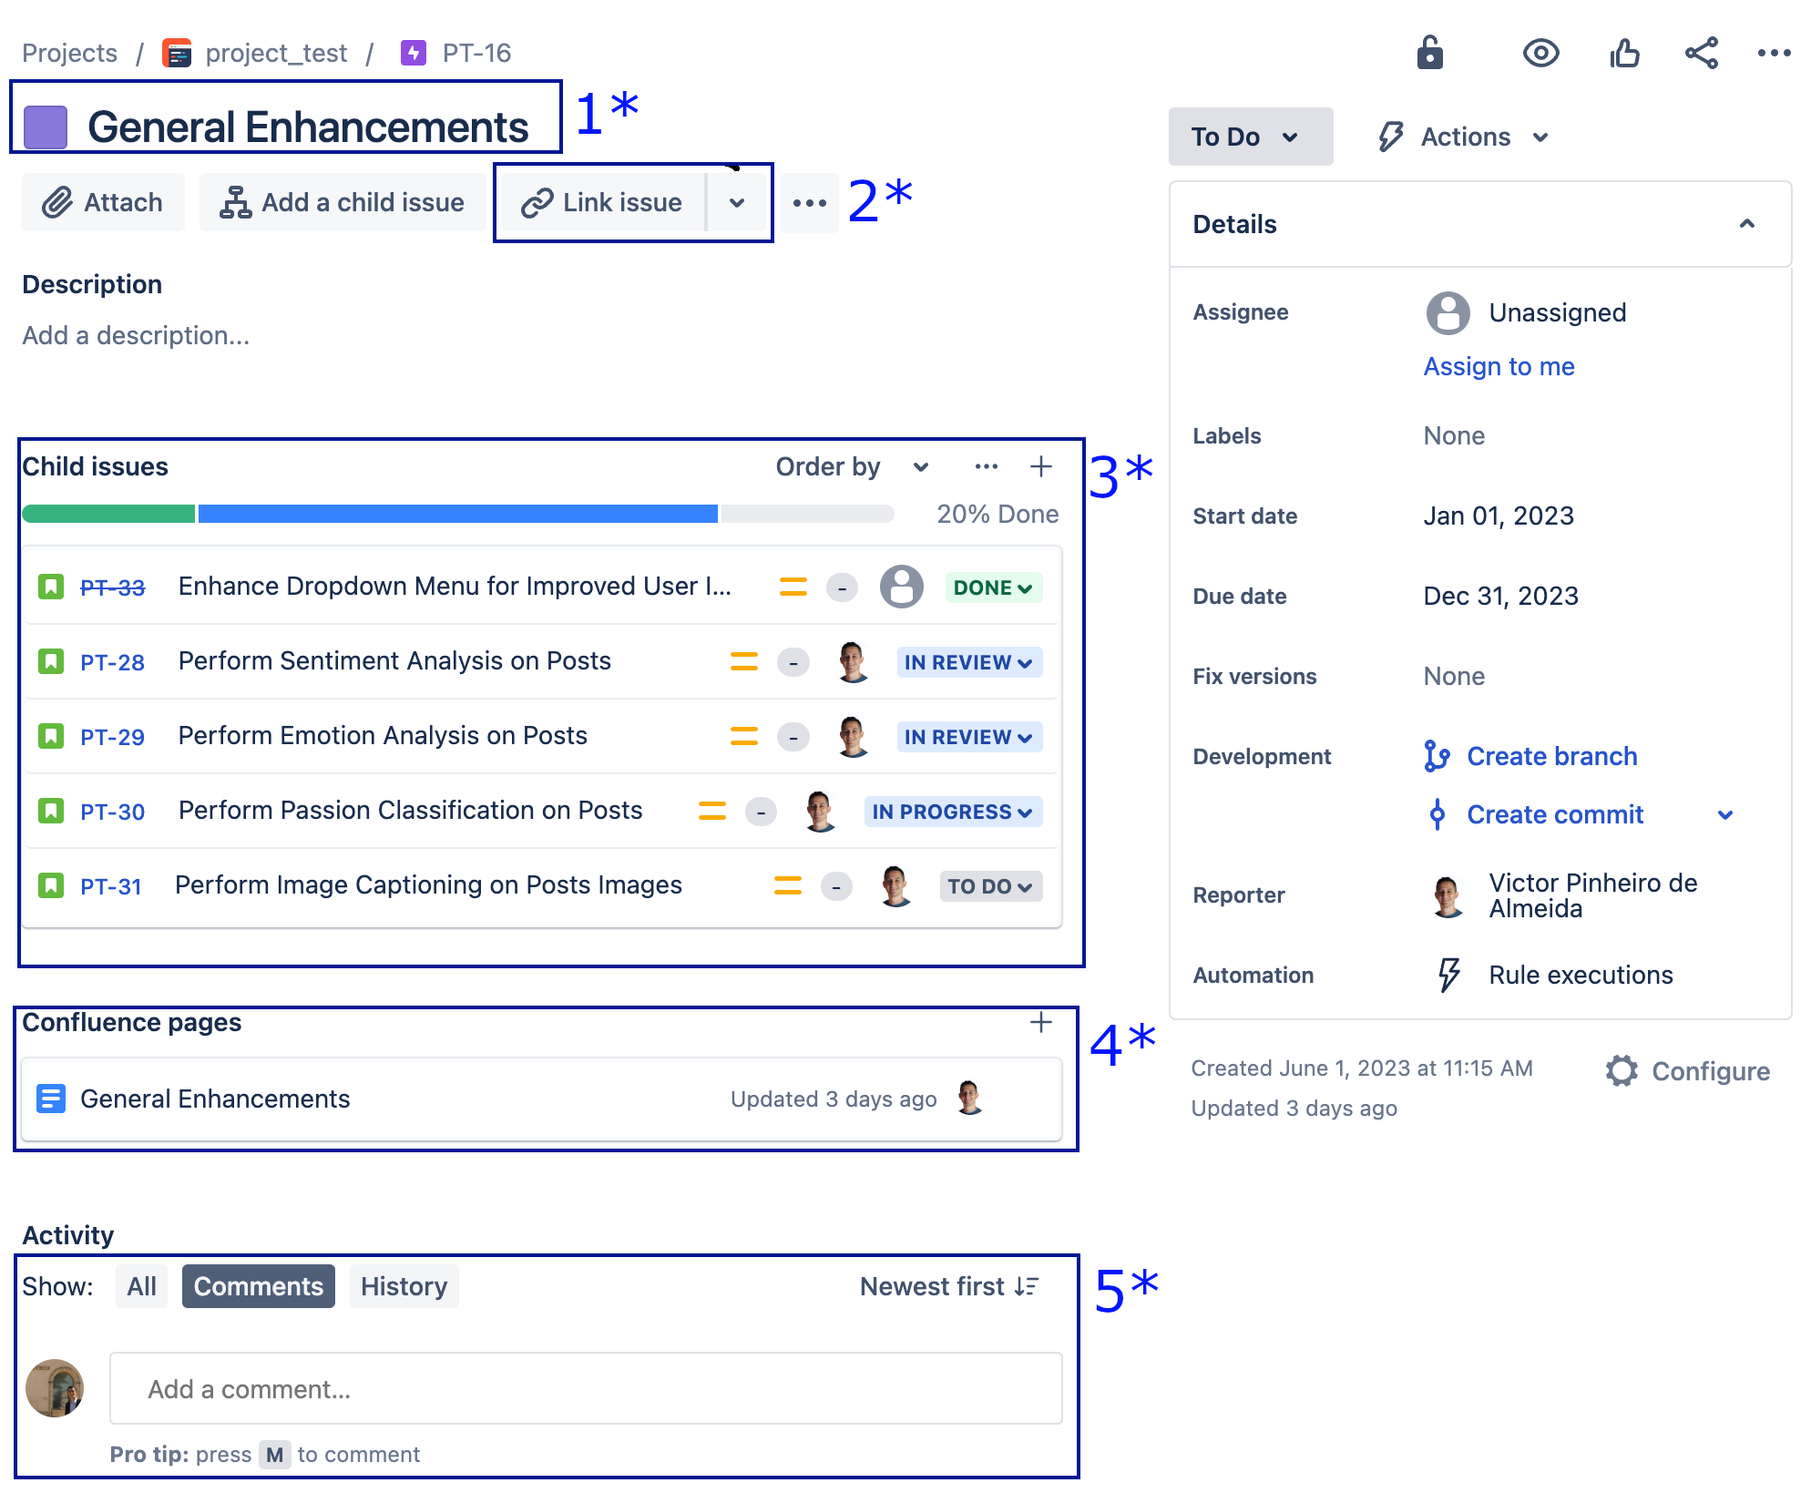 Projects / project_test / PT-16
General Enhancements 1*
To Do Actions
Attach Add a child issue Link issue 2*
Details
Description
Add a description...
Assignee Unassigned
Assign to me
Labels None
Start date Jan 01, 2023
Due date Dec 31, 2023
Fix versions None
Development Create branch
Create commit
Reporter Victor Pinheiro de
Almeida
Automation Rule executions
Created June 1, 2023 at 11:15 AM Configure
Updated 3 days ago
Child issues Order by 3*
20% Done
PT-33 Enhance Dropdown Menu for Improved User I... - DONE
PT-28 Perform Sentiment Analysis on Posts - IN REVIEW
PT-29 Perform Emotion Analysis on Posts - IN REVIEW
PT-30 Perform Passion Classification on Posts - IN PROGRESS
PT-31 Perform Image Captioning on Posts Images - TO DO
Confluence pages 4*
General Enhancements Updated 3 days ago
Activity
Show: All Comments History Newest first 5*
Add a comment...
Pro tip: press M to comment